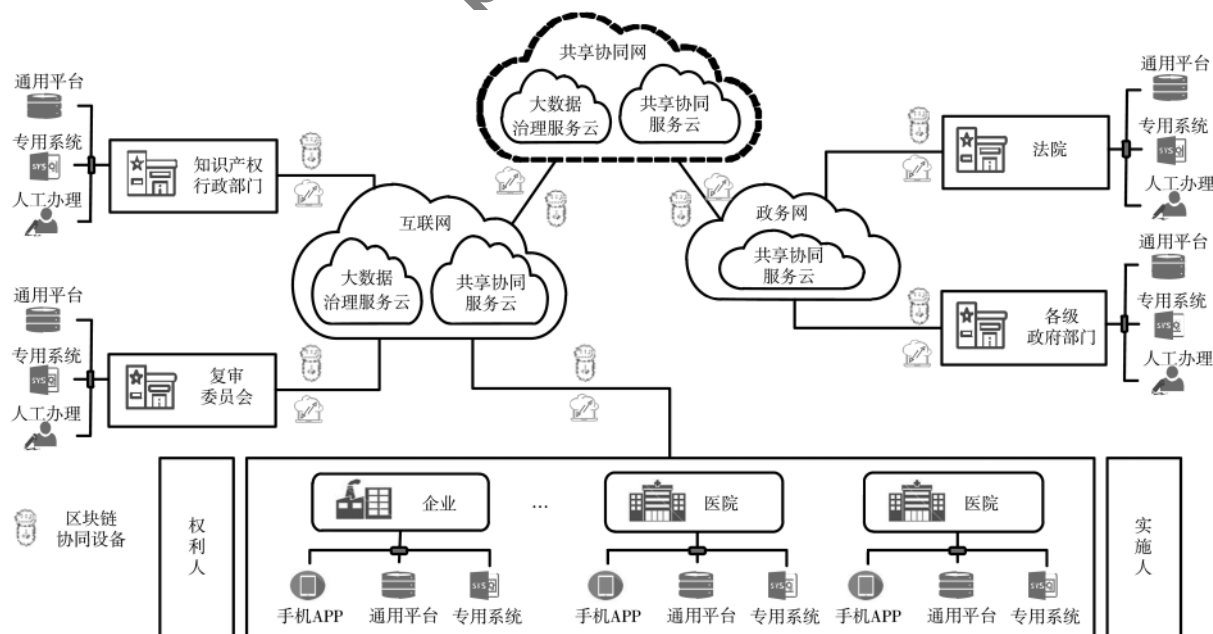 共享协同网
大数据
治理服务云
共享协同
服务云
通用平台
专用系统
SYS
人工办理
知识产权
行政部门
互联网
大数据
治理服务云
共享协同
服务云
政务网
共享协同
服务云
法院
通用平台
专用系统
SYS
人工办理
通用平台
专用系统
SYS
人工办理
复审
委员会
各级
政府部门
通用平台
专用系统
SYS
人工办理
区块链
协同设备
权
利
人
企业
…
医院
医院
手机APP
通用平台
SYS
专用系统
手机APP
通用平台
SYS
专用系统
手机APP
通用平台
SYS
专用系统
实
施
人